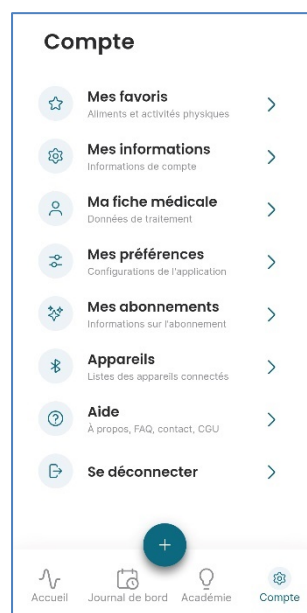 Compte
Mes favoris
Aliments et activités physiques
Mes informations
Informations de compte
Ma fiche médicale
Données de traitement
Mes préférences
Configurations de l'application
Mes abonnements
Informations sur l'abonnement
Appareils
Listes des appareils connectés
Aide
À propos, FAQ, contact, CGU
Se déconnecter
Accueil Journal de bord Académie Compte